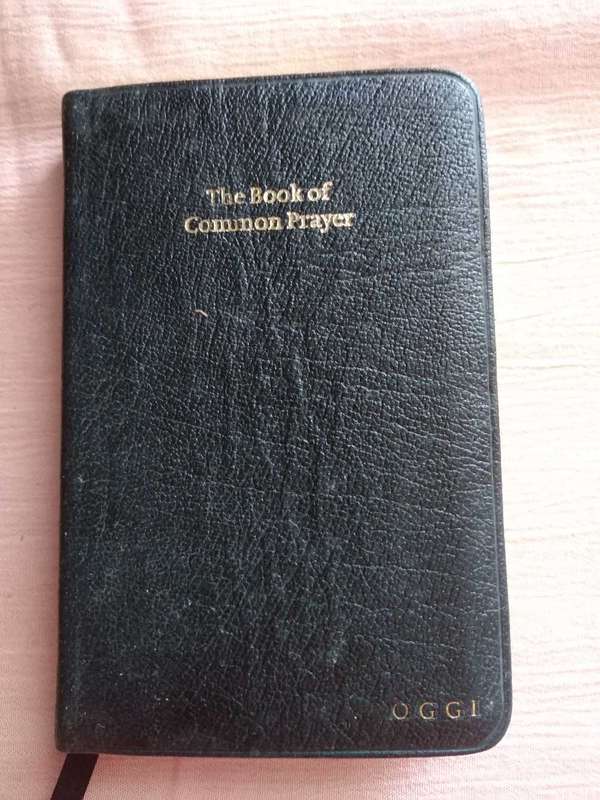 The Book of
Common Prayer
OGGI